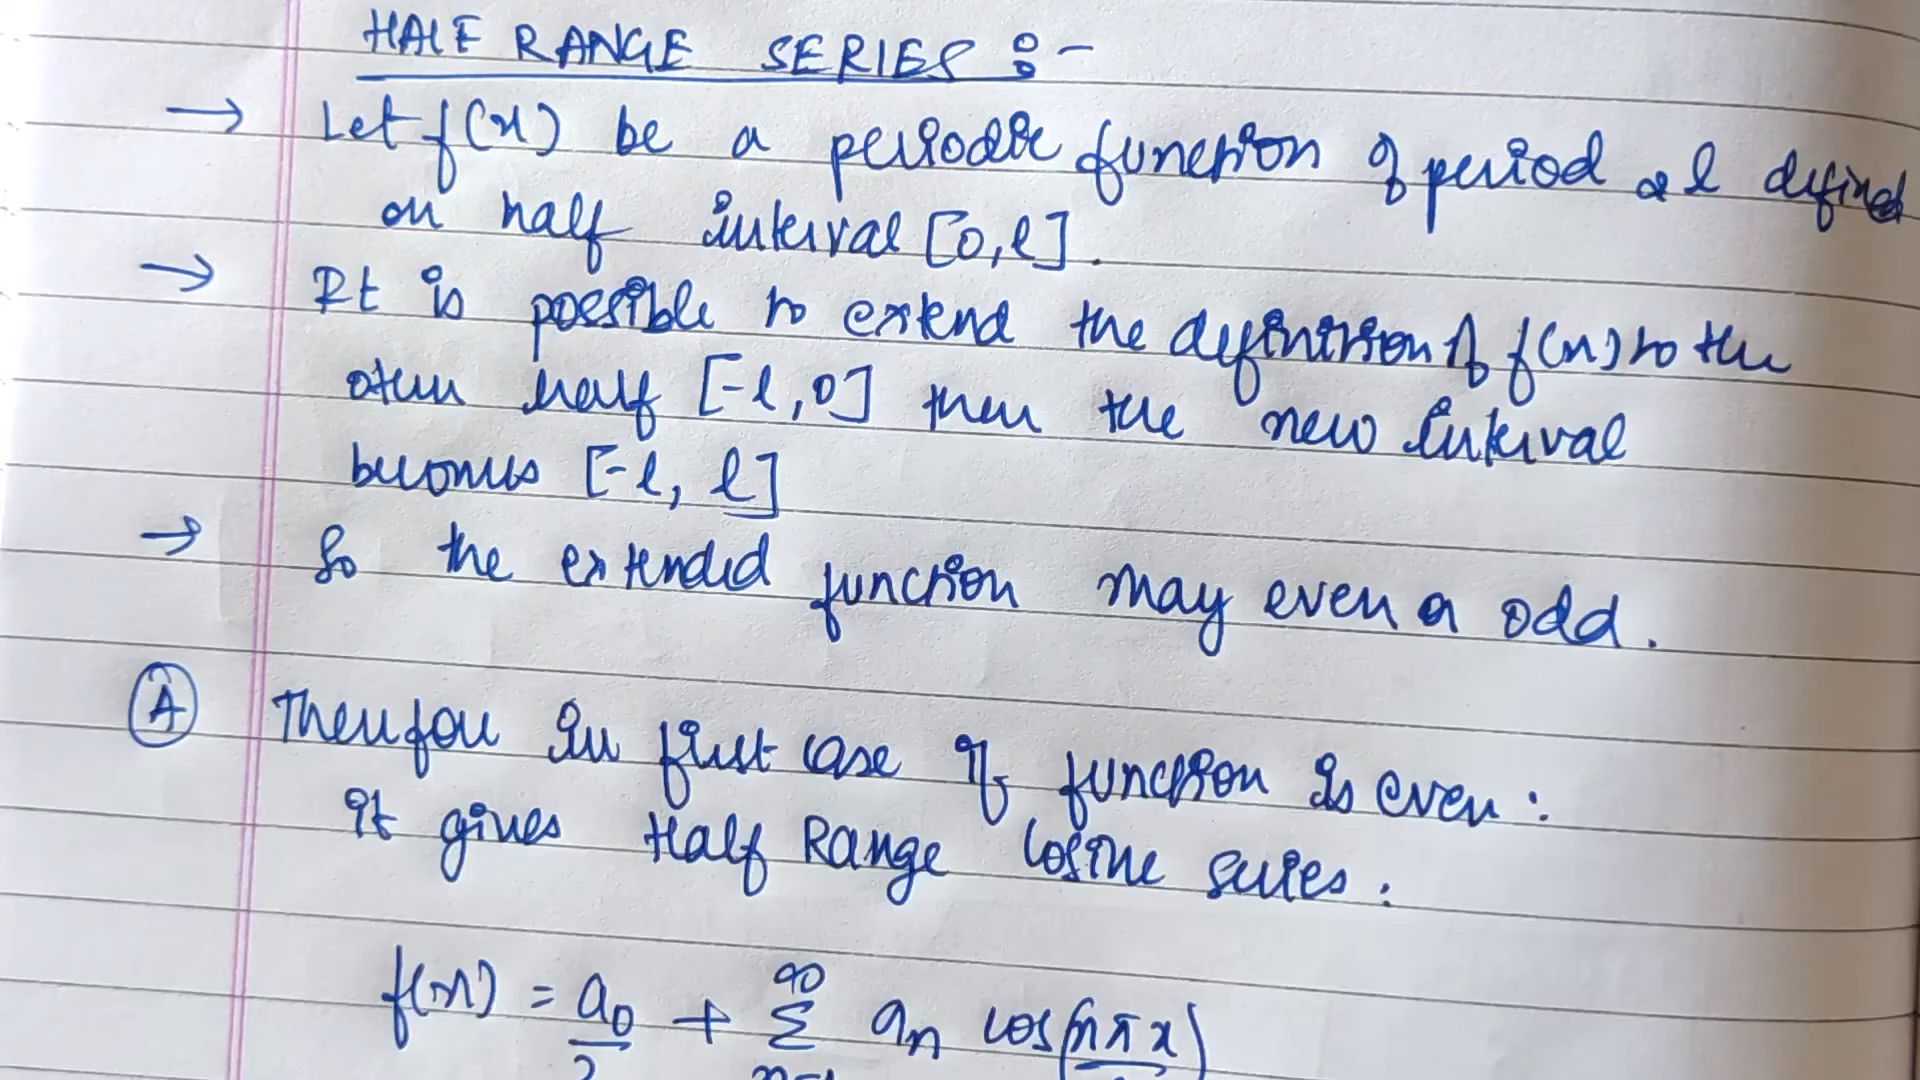 HALF RANGE SERIES :-
→ Let f(x) be a periodic function of period 2l defined
on half interval [0,l].
→ It is possible to extend the definition of f(x) to the
other half [-l,0] then the new interval
becomes [-l, l]
→ So the extended function may even or odd.
(A) Therefore in first case if function is even:
it gives Half Range Cosine series:
f(x) = a0/2 + ∞ Σ n=1 an cos(nπx)